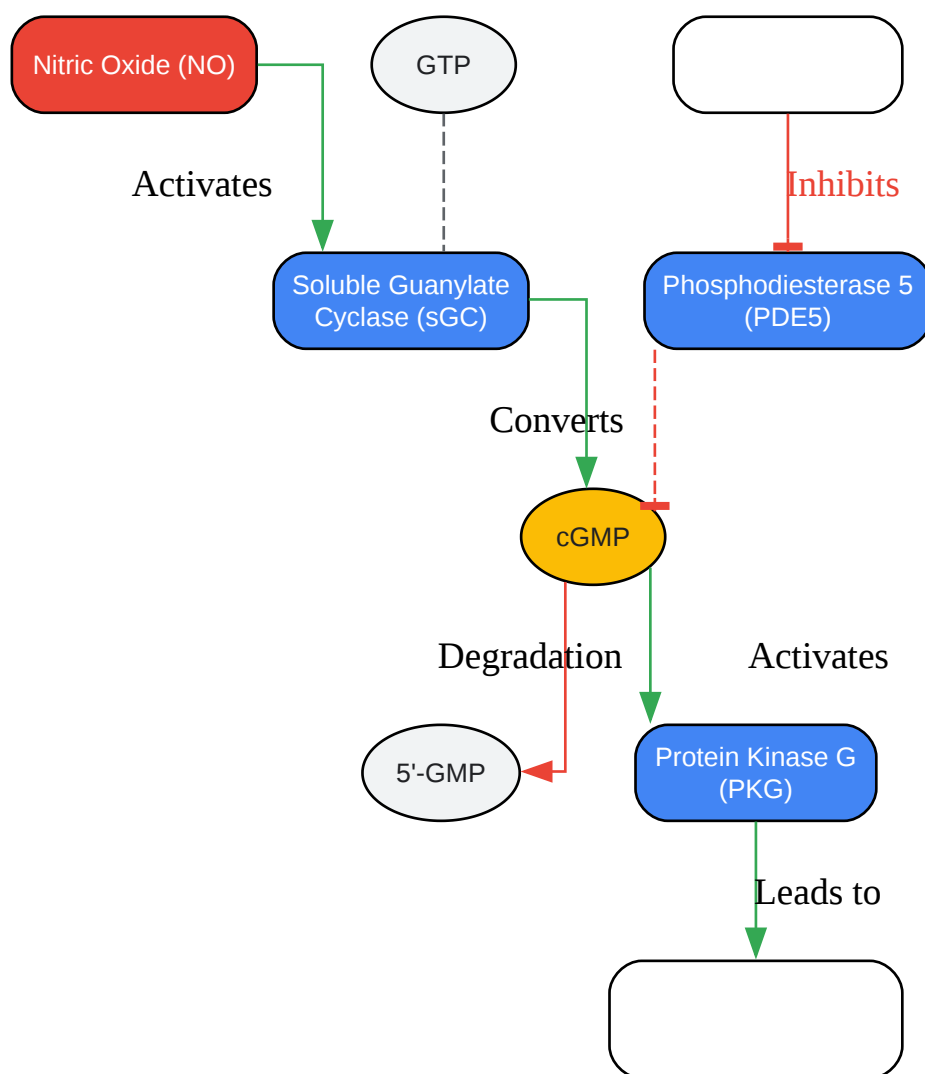 Nitric Oxide (NO)
GTP
Activates
Inhibits
Soluble Guanylate
Cyclase (sGC)
Phosphodiesterase 5
(PDE5)
Converts
cGMP
Degradation
Activates
5'-GMP
Protein Kinase G
(PKG)
Leads to